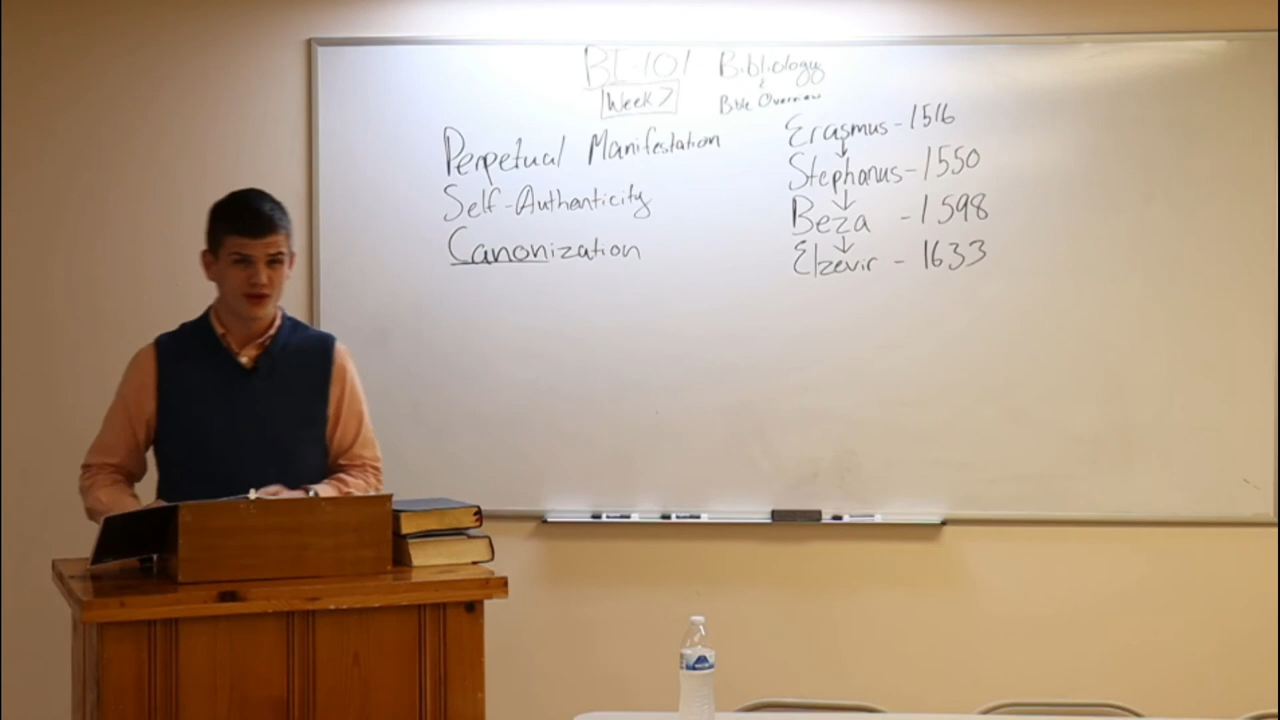 BI-101 Bibliology
Week 7 & Bible Overview
Perpetual Manifestation
Self-Authenticity
Canonization
Erasmus - 1516
↓
Stephanus - 1550
↓
Beza - 1598
↓
Elzevir - 1633